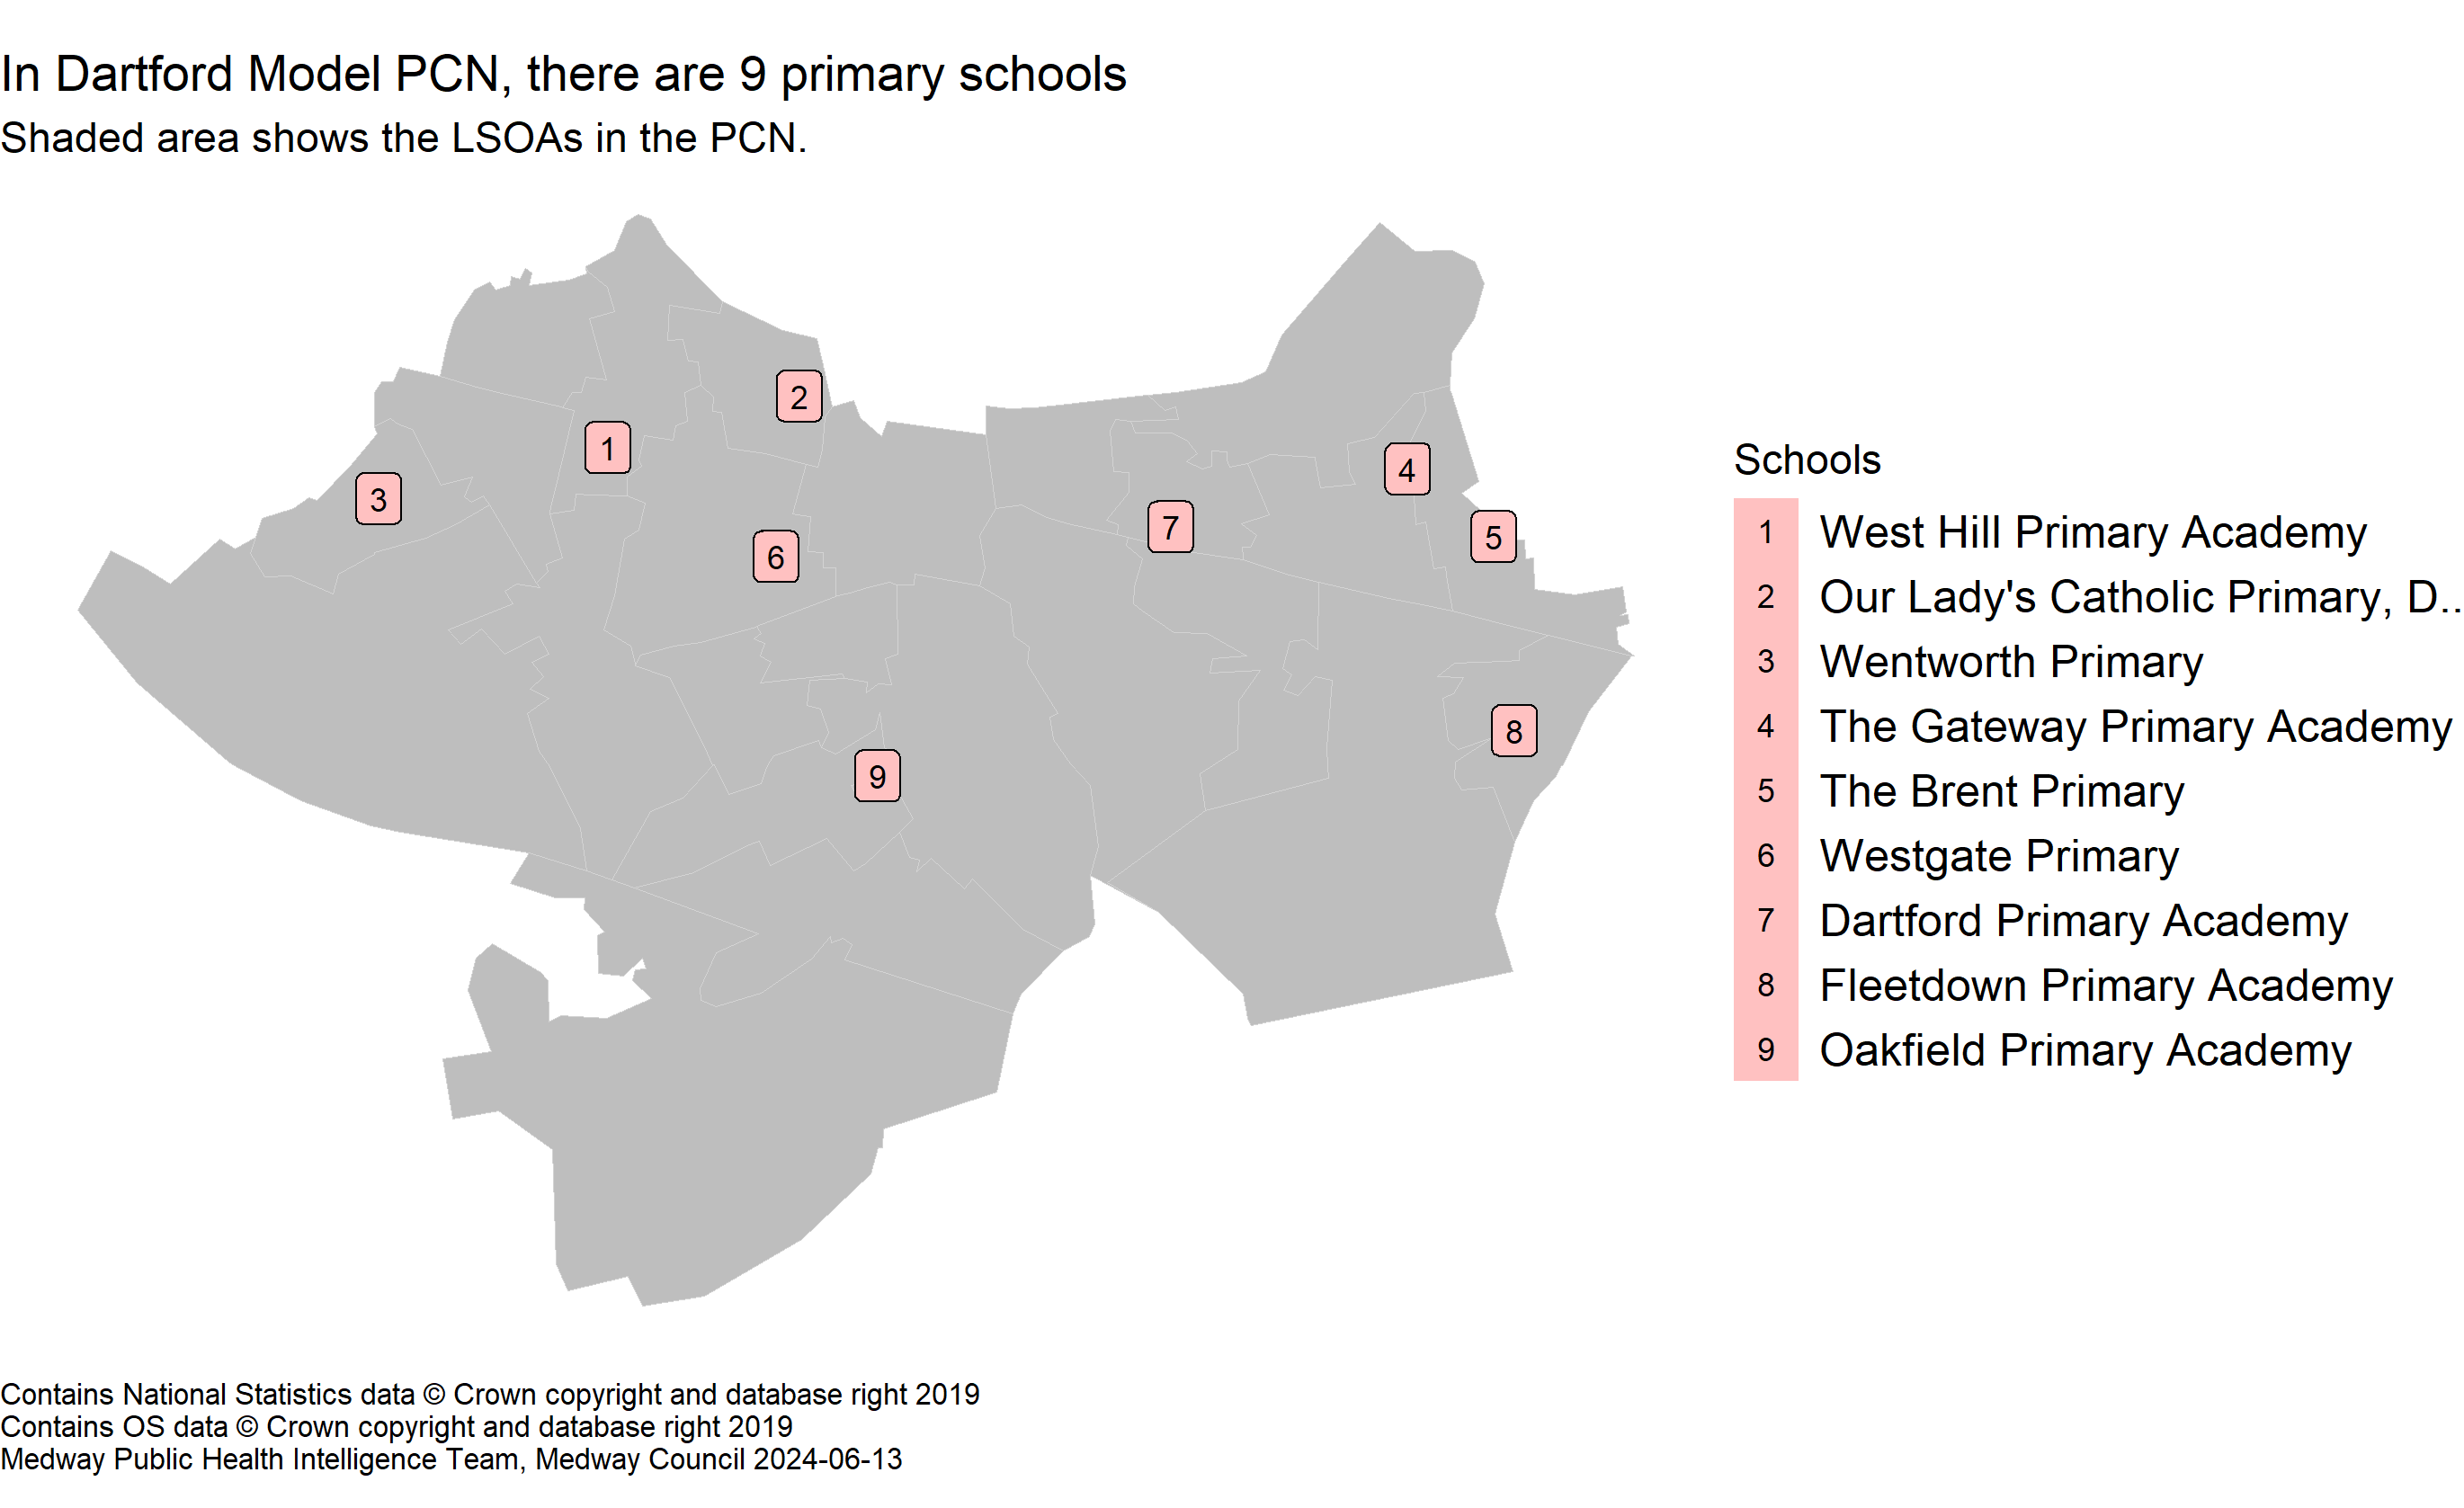 In Dartford Model PCN, there are 9 primary schools
Shaded area shows the LSOAs in the PCN.
2
1
4
3
7
5
6
8
9
Schools
1 West Hill Primary Academy
2 Our Lady's Catholic Primary, D..
3 Wentworth Primary
4 The Gateway Primary Academy
5 The Brent Primary
6 Westgate Primary
7 Dartford Primary Academy
8 Fleetdown Primary Academy
9 Oakfield Primary Academy
Contains National Statistics data © Crown copyright and database right 2019
Contains OS data © Crown copyright and database right 2019
Medway Public Health Intelligence Team, Medway Council 2024-06-13